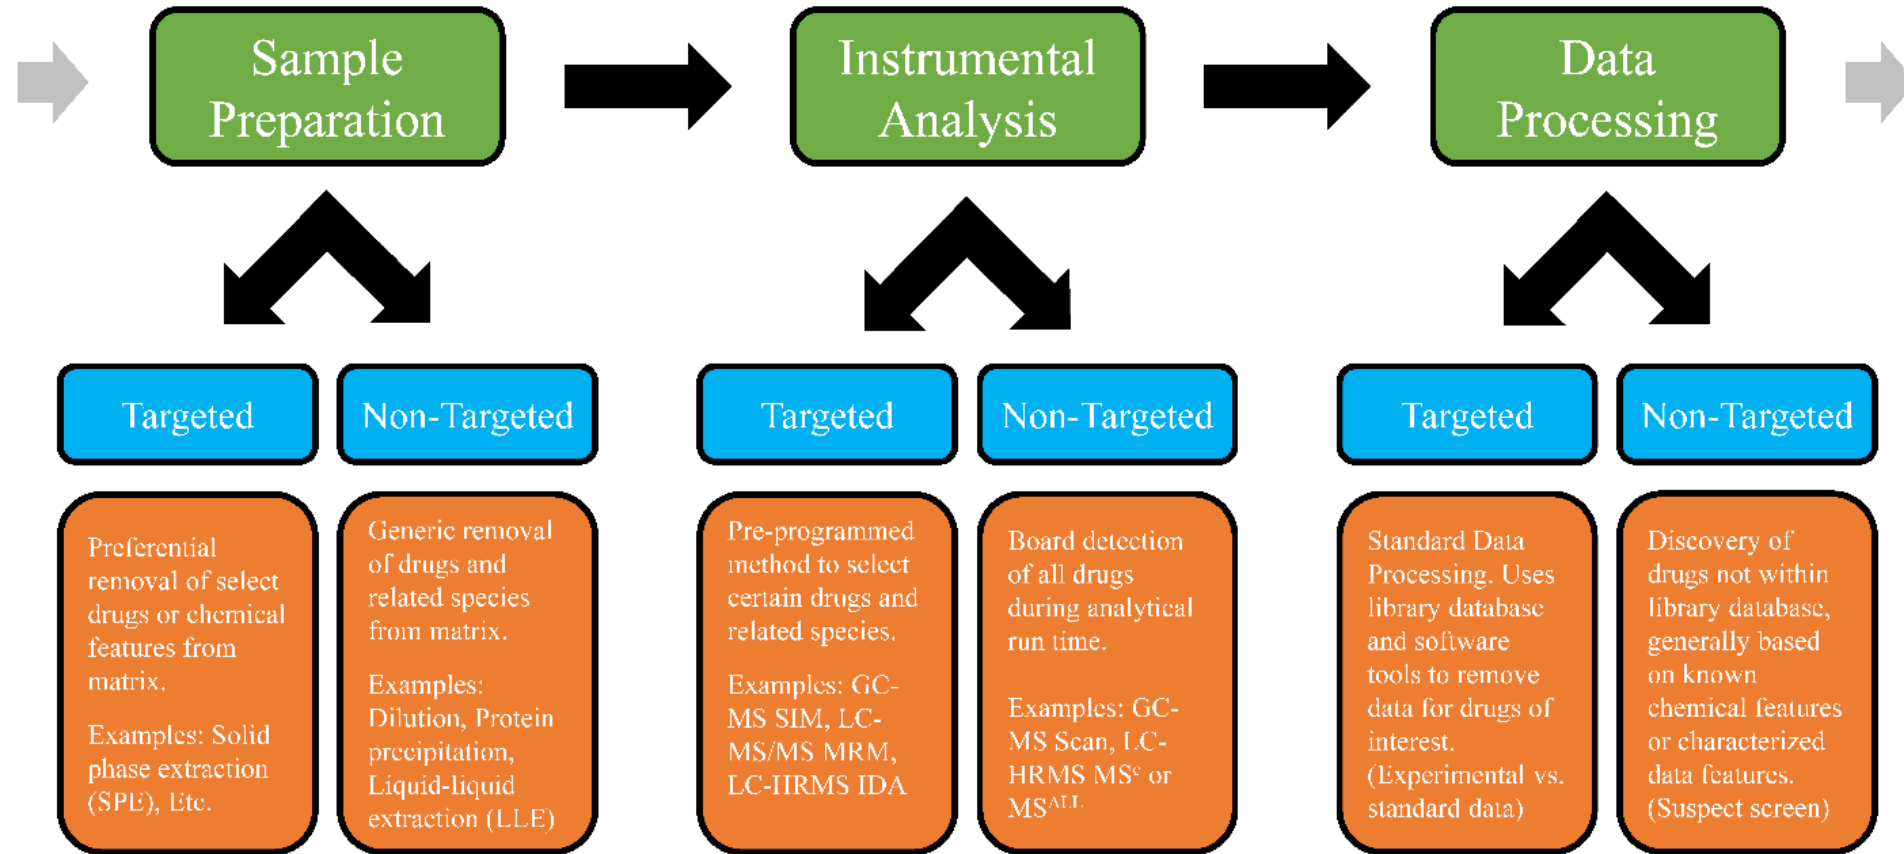 Sample
Preparation
Instrumental
Analysis
Data
Processing
Targeted
Non-Targeted
Targeted
Non-Targeted
Targeted
Non-Targeted
Preferential
removal of select
drugs or chemical
features from
matrix.
Examples: Solid
phase extraction
(SPE), Etc.
Generic removal
of drugs and
related species
from matrix.
Examples:
Dilution, Protein
precipitation,
Liquid-liquid
extraction (LLE)
Pre-programmed
method to select
certain drugs and
related species.
Examples: GC-
MS SIM, LC-
MS/MS MRM,
LC-HRMS IDA
Board detection
of all drugs
during analytical
run time.
Examples: GC-
MS Scan, LC-
HRMS MSᵉ or
MSᴬᴸᴸ
Standard Data
Processing. Uses
library database
and software
tools to remove
data for drugs of
interest.
(Experimental vs.
standard data)
Discovery of
drugs not within
library database,
generally based
on known
chemical features
or characterized
data features.
(Suspect screen)